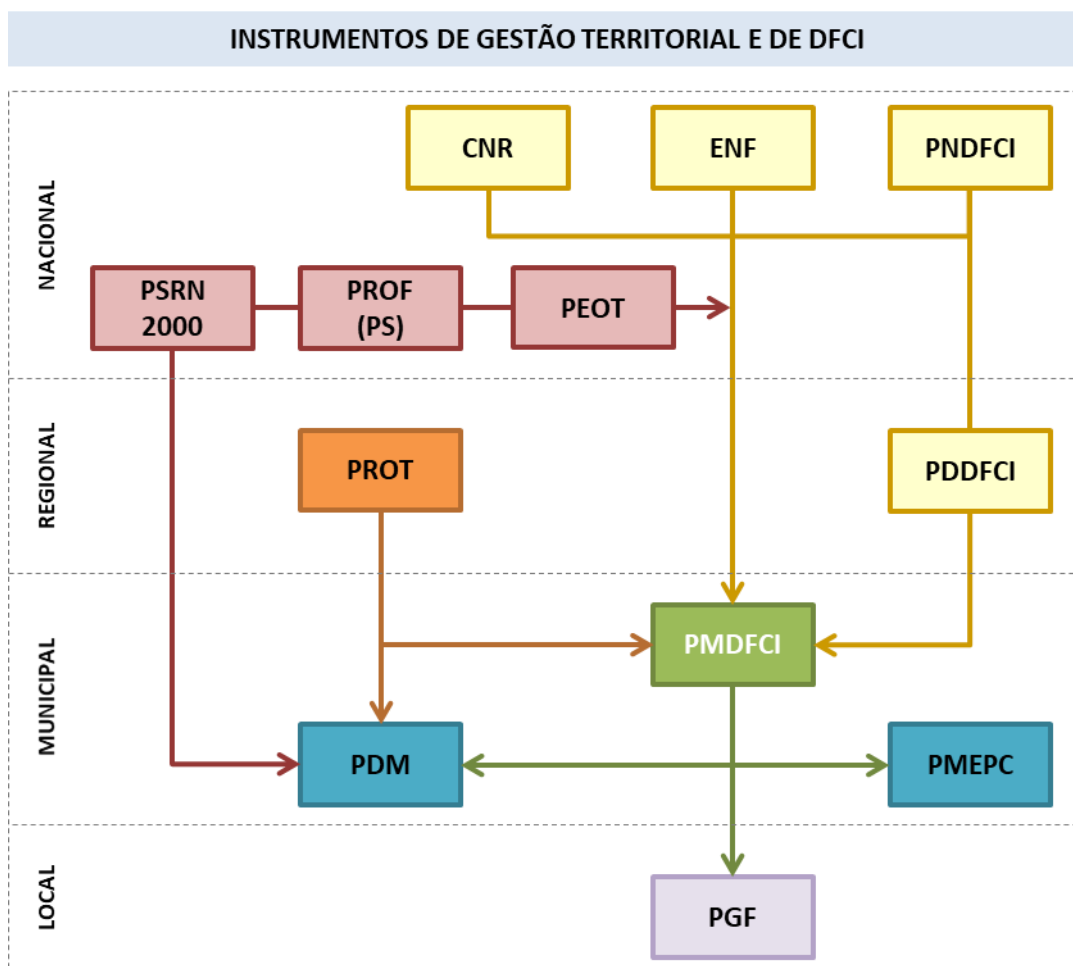 INSTRUMENTOS DE GESTÃO TERRITORIAL E DE DFCI
NACIONAL
CNR
ENF
PNDFCI
PSRN
2000
PROF
(PS)
PEOT
REGIONAL
PROT
PDDFCI
MUNICIPAL
PMDFCI
PDM
PMEPC
LOCAL
PGF